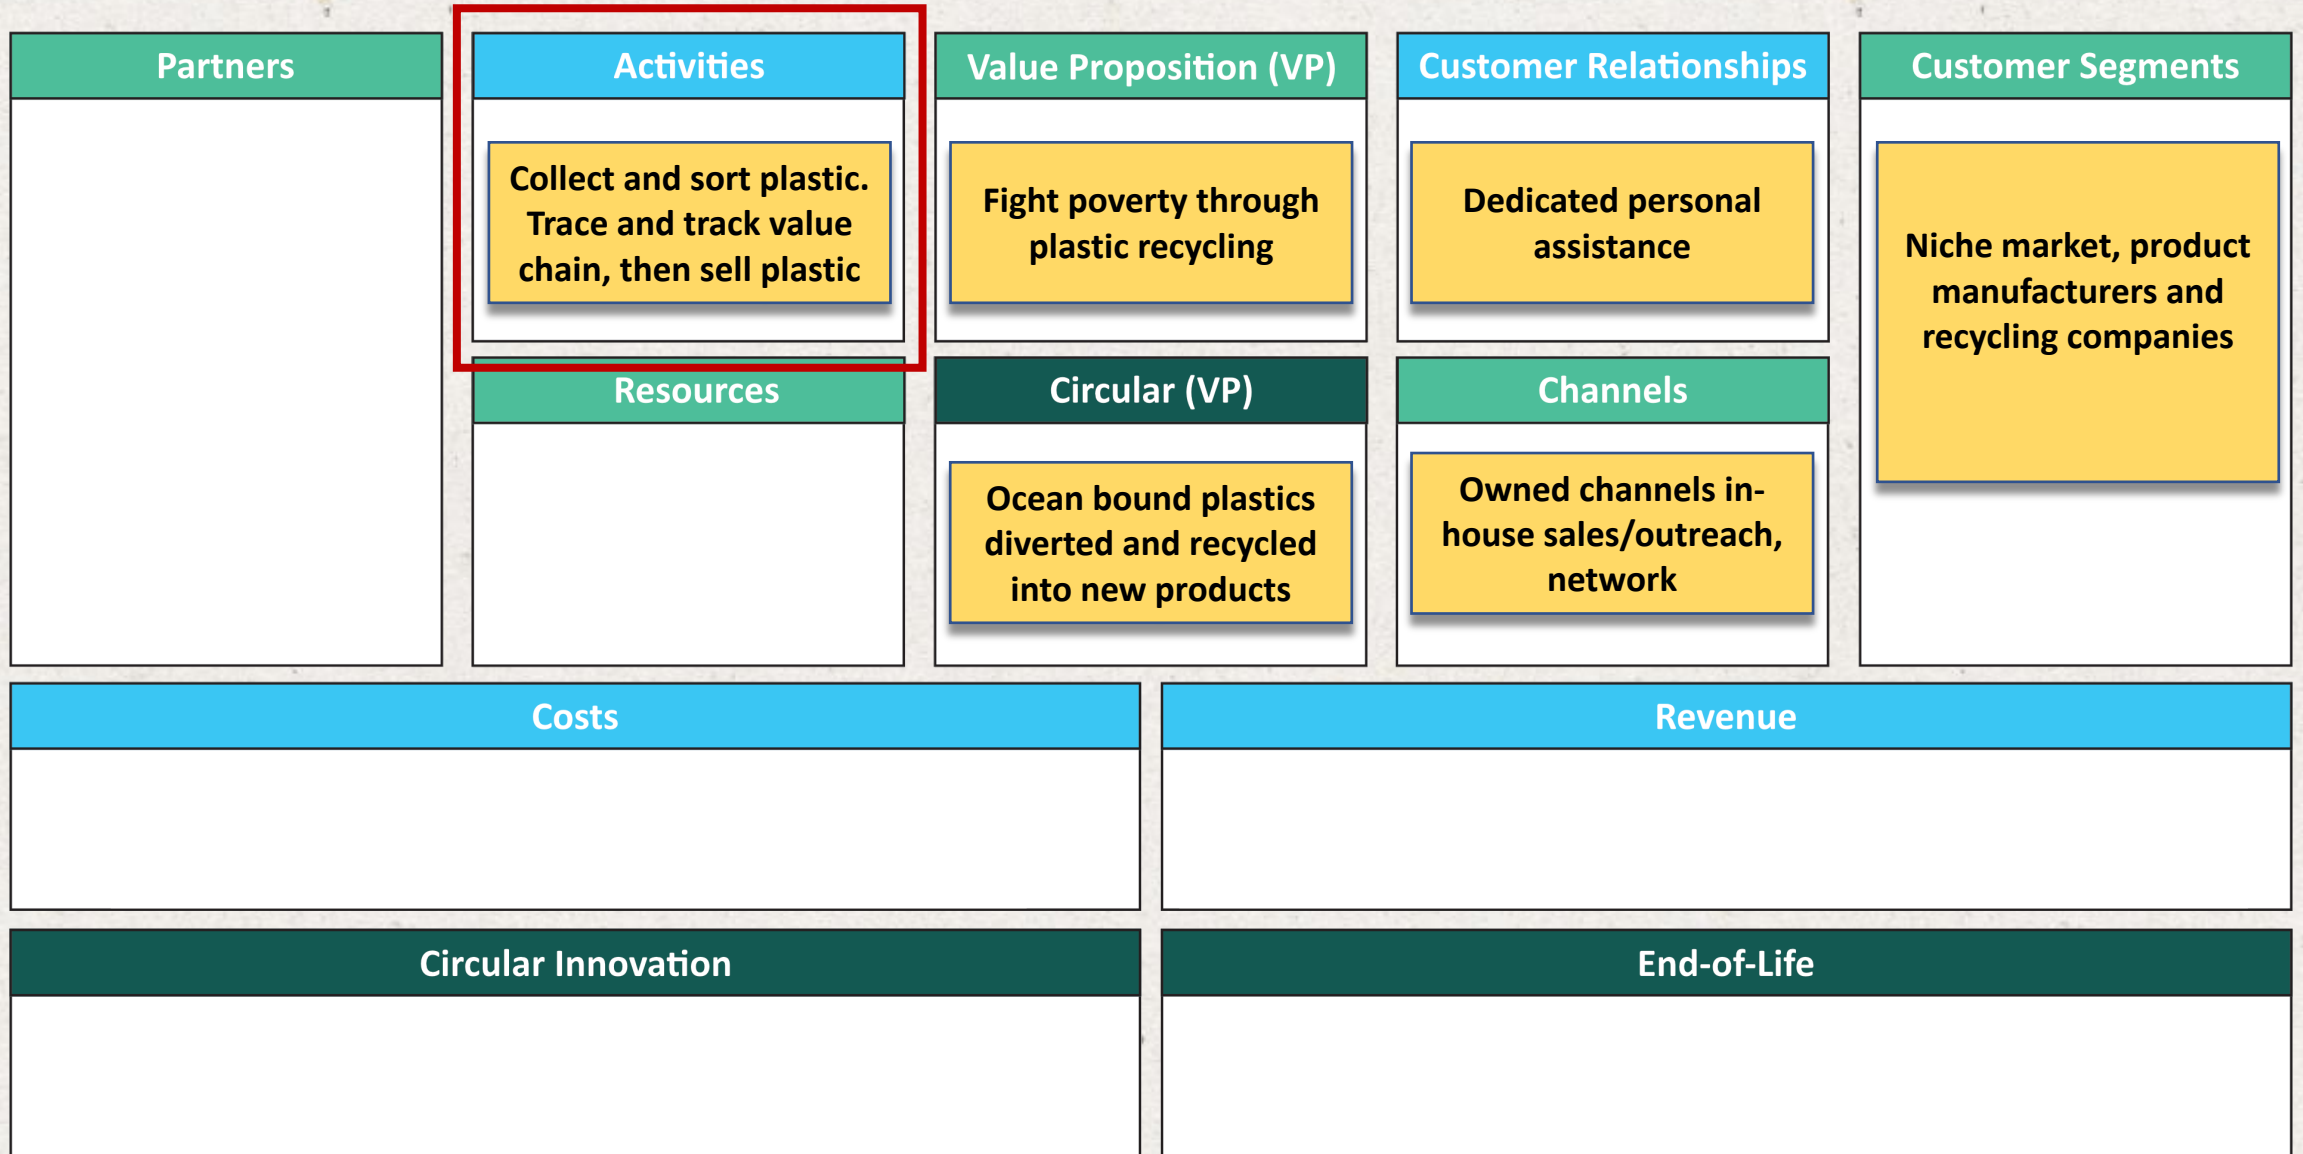 Partners
Activities
Collect and sort plastic.
Trace and track value
chain, then sell plastic
Value Proposition (VP)
Fight poverty through
plastic recycling
Customer Relationships
Dedicated personal
assistance
Customer Segments
Niche market, product
manufacturers and
recycling companies
Resources
Circular (VP)
Ocean bound plastics
diverted and recycled
into new products
Channels
Owned channels in-
house sales/outreach,
network
Costs
Revenue
Circular Innovation
End-of-Life